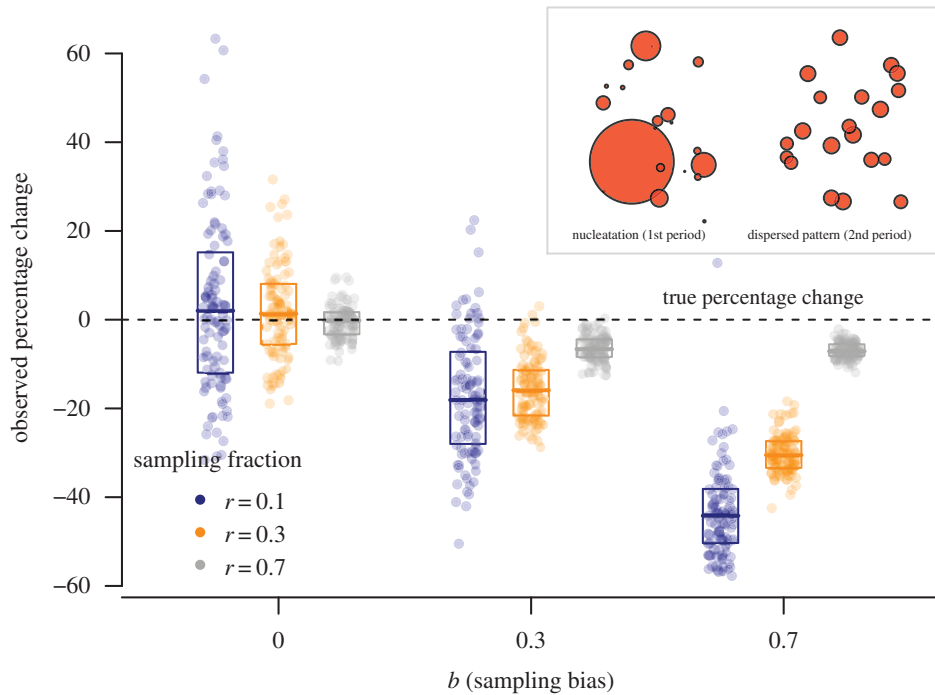 60
40
20
0
−20
−40
−60
observed percentage change
nucleatation (1st period)
dispersed pattern (2nd period)
true percentage change
sampling fraction
r = 0.1
r = 0.3
r = 0.7
0
0.3
0.7
b (sampling bias)